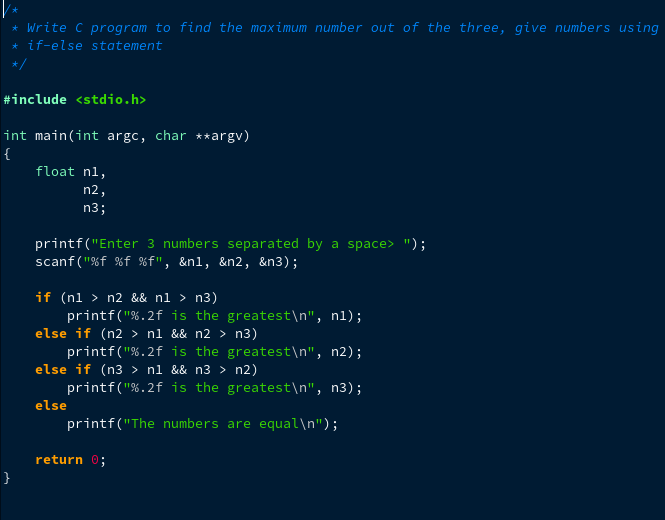 /*
 * Write C program to find the maximum number out of the three, give numbers using
 * if-else statement
 */

#include <stdio.h>

int main(int argc, char **argv)
{
    float n1,
          n2,
          n3;

    printf("Enter 3 numbers separated by a space> ");
    scanf("%f %f %f", &n1, &n2, &n3);

    if (n1 > n2 && n1 > n3)
        printf("%.2f is the greatest\n", n1);
    else if (n2 > n1 && n2 > n3)
        printf("%.2f is the greatest\n", n2);
    else if (n3 > n1 && n3 > n2)
        printf("%.2f is the greatest\n", n3);
    else
        printf("The numbers are equal\n");

    return 0;
}